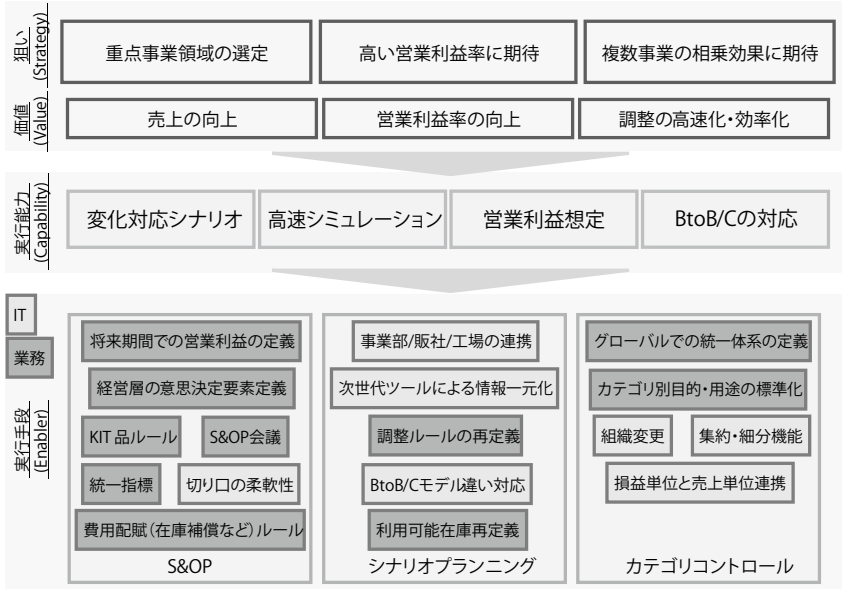 狙い
(Strategy)
重点事業領域の選定
高い営業利益率に期待
複数事業の相乗効果に期待
価値
(Value)
売上の向上
営業利益率の向上
調整の高速化・効率化
実行能力
(Capability)
変化対応シナリオ
高速シミュレーション
営業利益想定
BtoB/Cの対応
IT
業務
実行手段
(Enabler)
将来期間での営業利益の定義
経営層の意思決定要素定義
KIT 品ルール
S&OP会議
統一指標
切り口の柔軟性
費用配賦(在庫補償など)ルール
S&OP
事業部/販社/工場の連携
次世代ツールによる情報一元化
調整ルールの再定義
BtoB/Cモデル違い対応
利用可能在庫再定義
シナリオプランニング
グローバルでの統一体系の定義
カテゴリ別目的・用途の標準化
組織変更
集約・細分機能
損益単位と売上単位連携
カテゴリコントロール